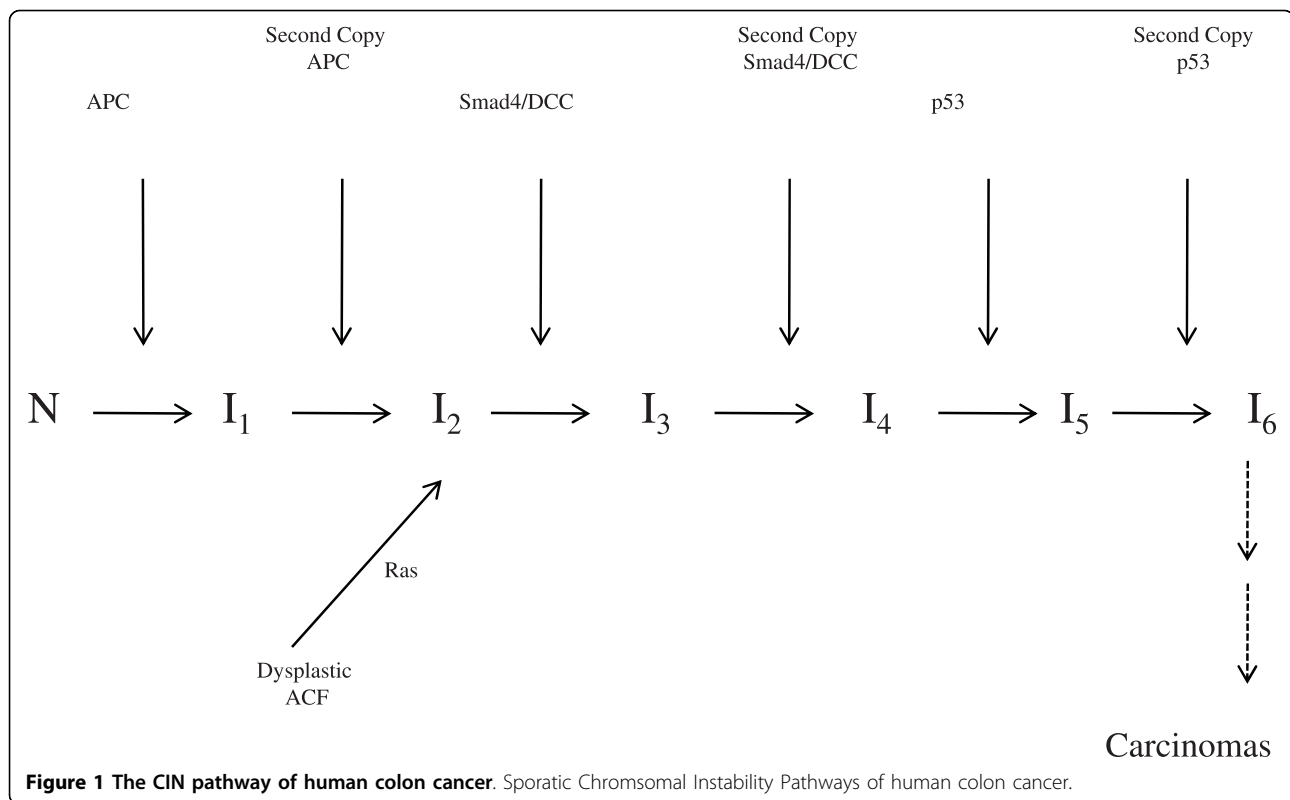 Second Copy
APC
Second Copy
Smad4/DCC
Second Copy
p53
APC
Smad4/DCC
p53
N
I₁
I₂
I₃
I₄
I₅
I₆
Ras
Dysplastic
ACF
Carcinomas
Figure 1 The CIN pathway of human colon cancer. Sporatic Chromsomal Instability Pathways of human colon cancer.